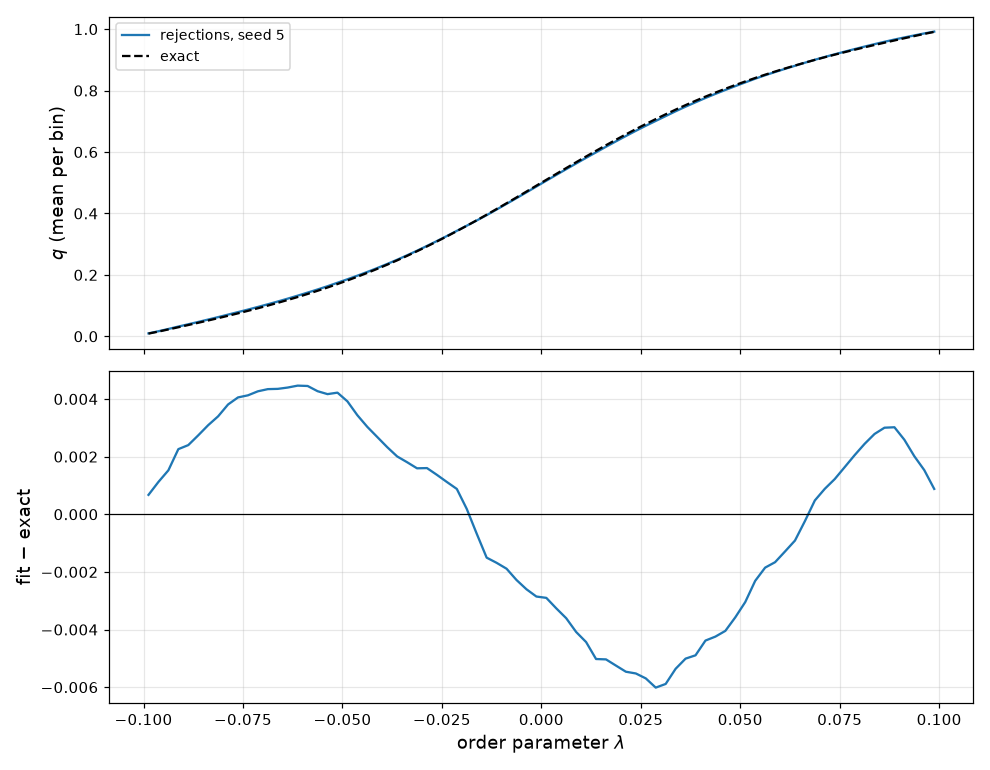 1.0
0.8
0.6
0.4
0.2
0.0
q (mean per bin)
rejections, seed 5
exact
0.004
0.002
0.000
−0.002
−0.004
−0.006
fit − exact
−0.100 −0.075 −0.050 −0.025 0.000 0.025 0.050 0.075 0.100
order parameter λ